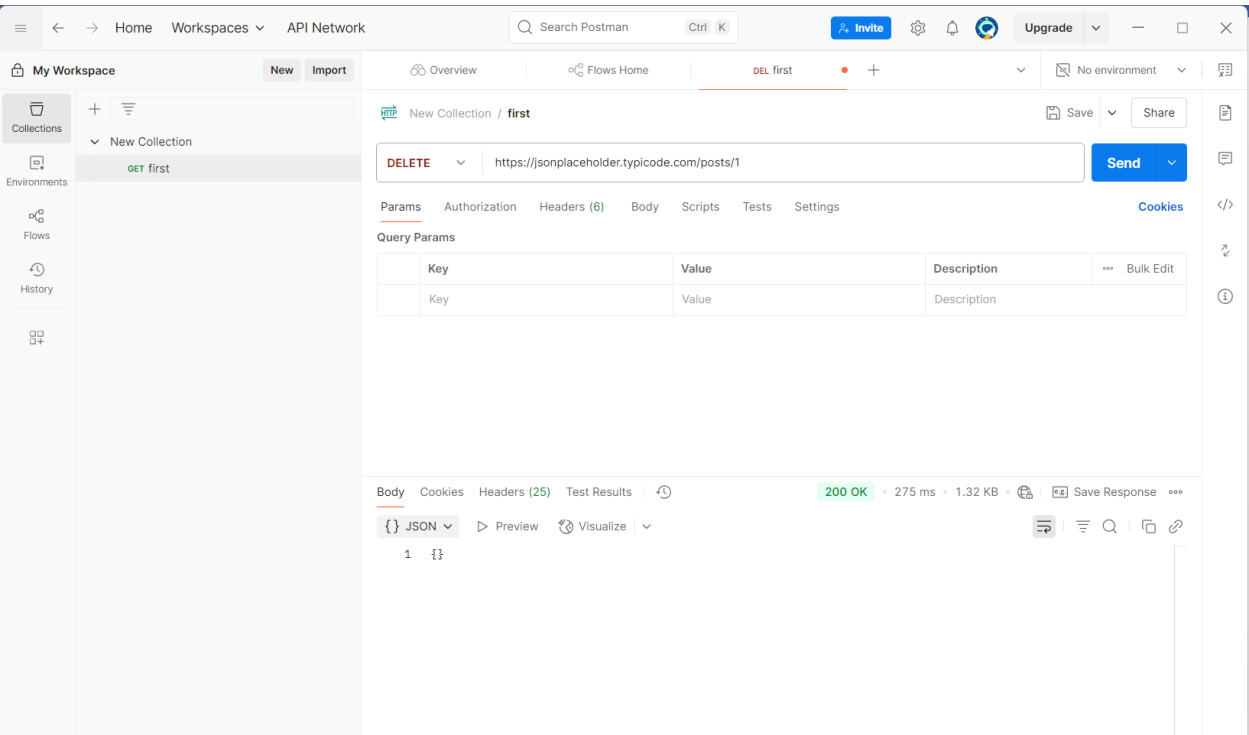 Home Workspaces API Network Search Postman Ctrl K Invite Upgrade
My Workspace New Import Overview Flows Home DEL first No environment
Collections
Environments
Flows
History
New Collection
GET first
HTTP New Collection / first Save Share
DELETE https://jsonplaceholder.typicode.com/posts/1 Send
Params Authorization Headers (6) Body Scripts Tests Settings Cookies
Query Params
Key Value Description Bulk Edit
Key Value Description
Body Cookies Headers (25) Test Results 200 OK 275 ms 1.32 KB e.g. Save Response
{} JSON Preview Visualize
1 {}